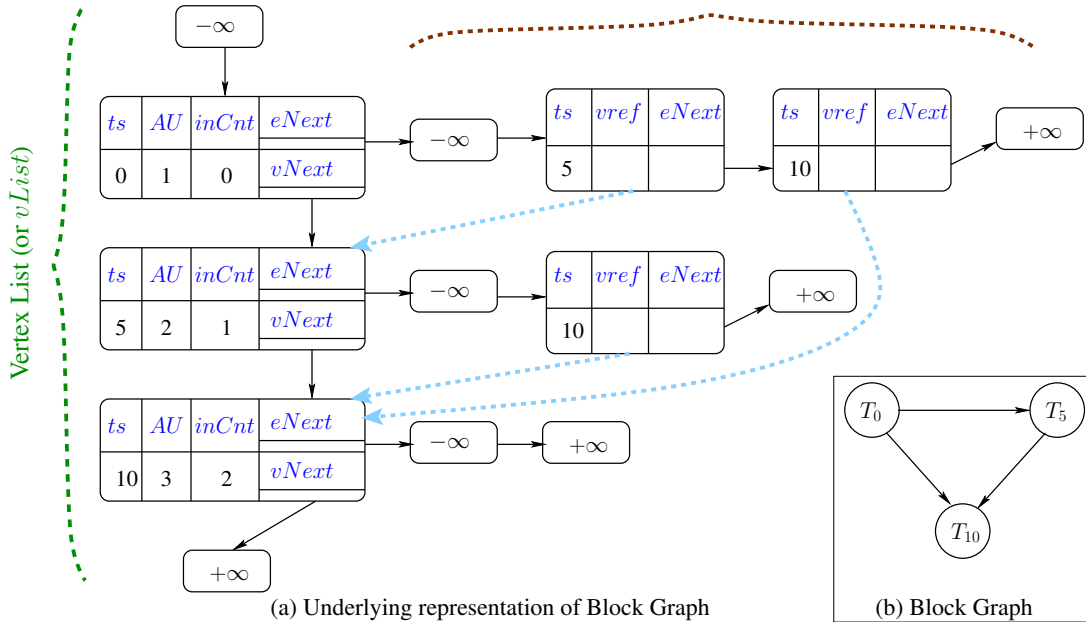 −∞
ts AU inCnt eNext
vNext
0 1 0
−∞
ts vref eNext
5
ts vref eNext
10
+∞
Vertex List (or vList)
ts AU inCnt eNext
vNext
5 2 1
−∞
ts vref eNext
10
+∞
ts AU inCnt eNext
vNext
10 3 2
−∞
+∞
+∞
T0
T5
T10
(a) Underlying representation of Block Graph
(b) Block Graph